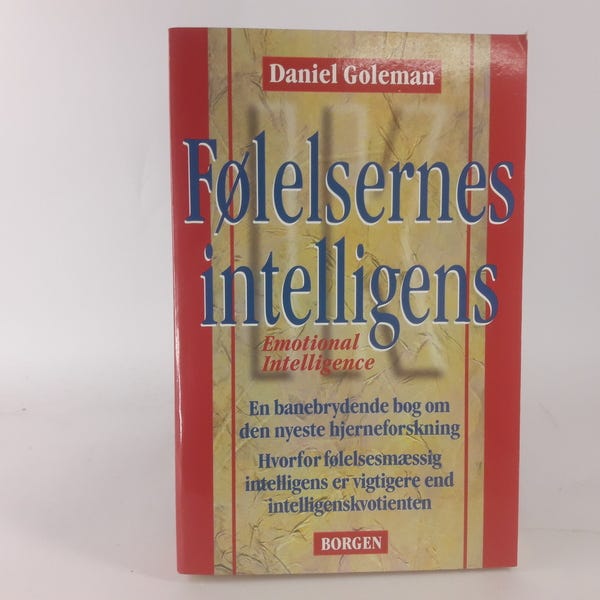 Daniel Goleman
Følelsernes
intelligens
Emotional
Intelligence
En banebrydende bog om
den nyeste hjerneforskning
Hvorfor følelsesmæssig
intelligens er vigtigere end
intelligenskvotienten
BORGEN